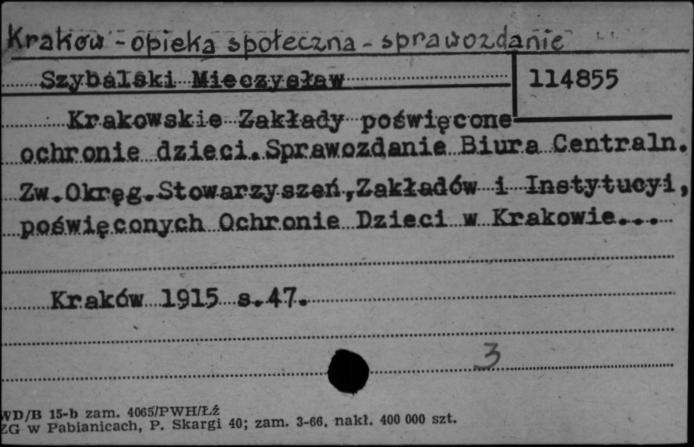 Kraków - opieka społeczna - sprawozdanie
Szybalski Mieczysław
114855
Krakowskie Zakłady poświęcone
ochronie dzieci.Sprawozdanie Biura Centraln.
Zw.Okręg.Stowarzyszeń,Zakładów i Instytucyi,
poświęconych Ochronie Dzieci w Krakowie...
Kraków 1915 s.47.
3
WD/B 15-b zam. 4065/PWH/Łź
ZG w Pabianicach, P. Skargi 40; zam. 3-66, nakł. 400 000 szt.